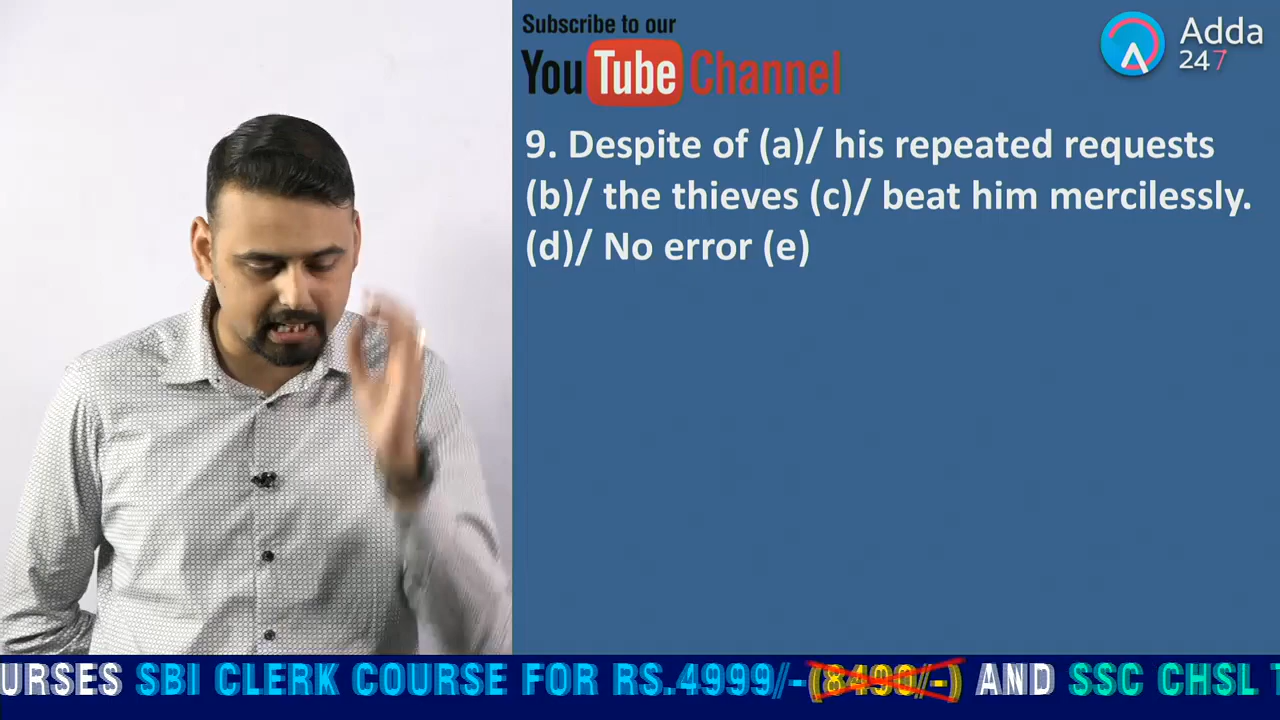 Subscribe to our
YouTube Channel
Adda
247
9. Despite of (a)/ his repeated requests
(b)/ the thieves (c)/ beat him mercilessly.
(d)/ No error (e)
URSES SBI CLERK COURSE FOR RS.4999/-(8490/-) AND SSC CHSL T